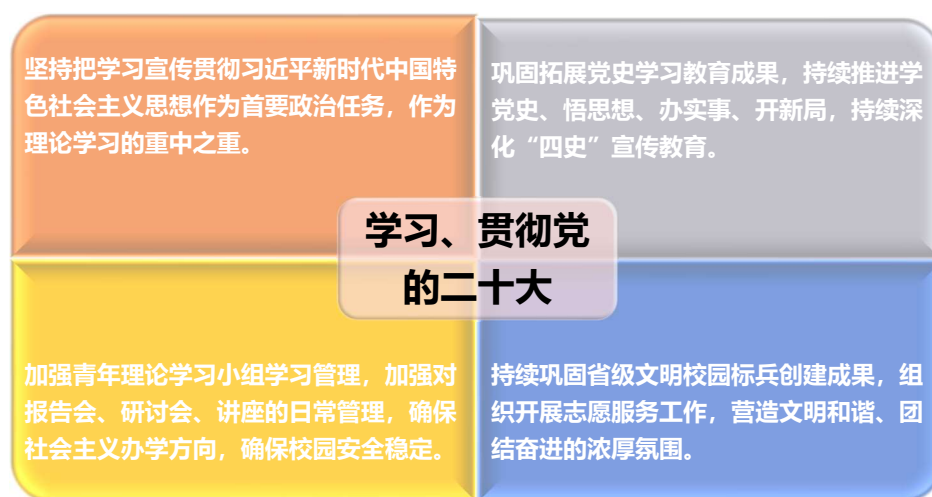 坚持把学习宣传贯彻习近平新时代中国特
色社会主义思想作为首要政治任务，作为
理论学习的重中之重。
巩固拓展党史学习教育成果，持续推进学
党史、悟思想、办实事、开新局，持续深
化“四史”宣传教育。
学习、贯彻党
的二十大
加强青年理论学习小组学习管理，加强对
报告会、研讨会、讲座的日常管理，确保
社会主义办学方向，确保校园安全稳定。
持续巩固省级文明校园标兵创建成果，组
织开展志愿服务工作，营造文明和谐、团
结奋进的浓厚氛围。